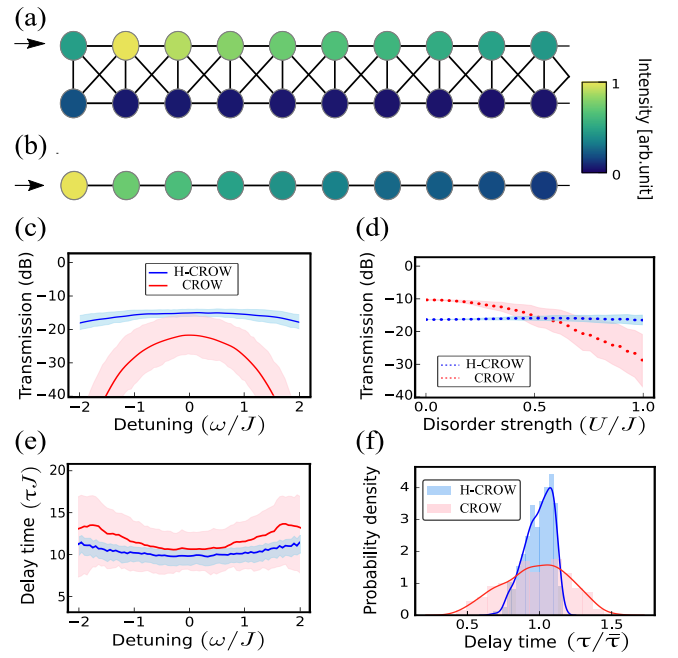 (a)
1
0
Intensity [arb.unit]
(b)
(c)
Transmission (dB)
0
−10
−20
−30
−40
H-CROW
CROW
−2
−1
0
1
2
Detuning (ω/J)
(d)
Transmission (dB)
0
−10
−20
−30
−40
H-CROW
CROW
0.0
0.5
1.0
Disorder strength (U/J)
(e)
Delay time (τJ)
20
15
10
5
−2
−1
0
1
2
Detuning (ω/J)
(f)
Probability density
4
3
2
1
0
H-CROW
CROW
0.5
1.0
1.5
Delay time (τ/τ̄)